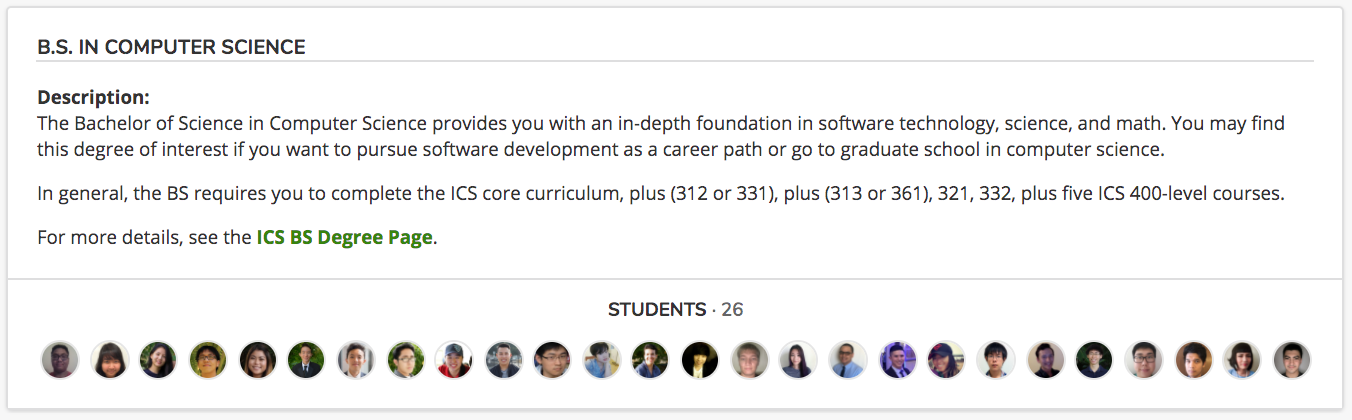 B.S. IN COMPUTER SCIENCE
Description:
The Bachelor of Science in Computer Science provides you with an in-depth foundation in software technology, science, and math. You may find
this degree of interest if you want to pursue software development as a career path or go to graduate school in computer science.
In general, the BS requires you to complete the ICS core curriculum, plus (312 or 331), plus (313 or 361), 321, 332, plus five ICS 400-level courses.
For more details, see the ICS BS Degree Page.
STUDENTS · 26